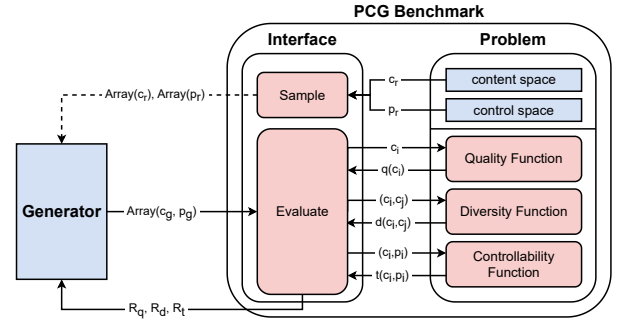 PCG Benchmark
Interface
Problem
Array(c_r), Array(p_r)
Sample
c_r
content space
p_r
control space
Generator
Array(c_g, p_g)
Evaluate
c_i
q(c_i)
Quality Function
(c_i,c_j)
d(c_i,c_j)
Diversity Function
(c_i,p_i)
t(c_i,p_i)
Controllability
Function
R_q, R_d, R_t